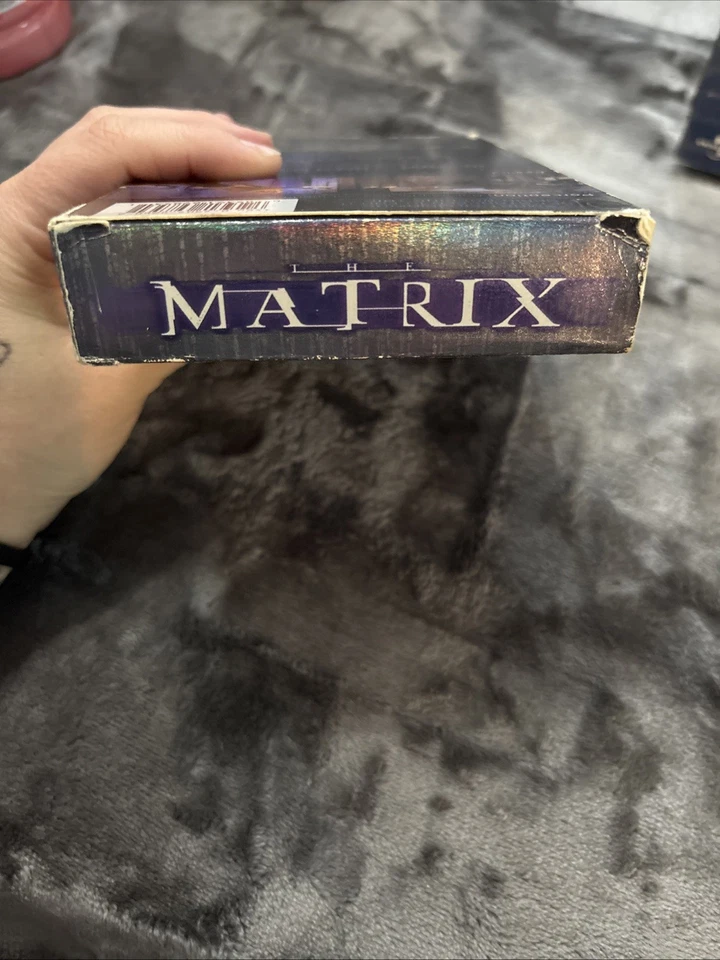 THE
MATRIX